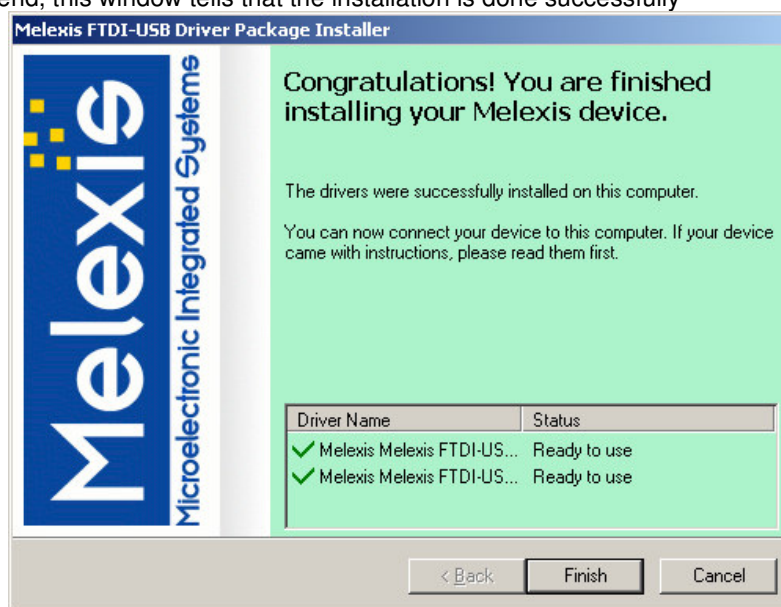 end, this window tells that the installation is done successfully
Melexis FTDI-USB Driver Package Installer
Melexis
Microelectronic Integrated Systems
Congratulations! You are finished
installing your Melexis device.
The drivers were successfully installed on this computer.
You can now connect your device to this computer. If your device
came with instructions, please read them first.
Driver Name Status
Melexis Melexis FTDI-US... Ready to use
Melexis Melexis FTDI-US... Ready to use
< Back Finish Cancel